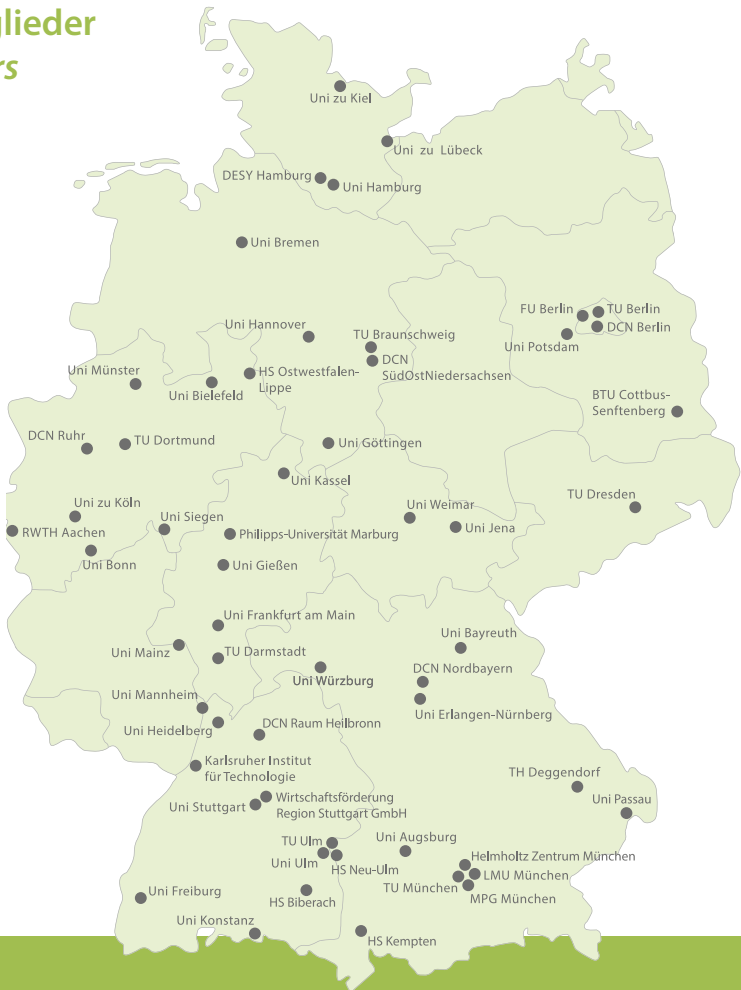 glieder
rs
Uni zu Kiel
Uni zu Lübeck
DESY Hamburg
Uni Hamburg
Uni Bremen
FU Berlin
TU Berlin
DCN Berlin
Uni Potsdam
Uni Hannover
TU Braunschweig
DCN
SüdOstNiedersachsen
Uni Münster
HS Ostwestfalen-
Lippe
Uni Bielefeld
BTU Cottbus-
Senftenberg
DCN Ruhr
TU Dortmund
Uni Göttingen
Uni Kassel
TU Dresden
Uni zu Köln
Uni Siegen
Uni Weimar
RWTH Aachen
Philipps-Universität Marburg
Uni Jena
Uni Bonn
Uni Gießen
Uni Frankfurt am Main
Uni Bayreuth
Uni Mainz
TU Darmstadt
DCN Nordbayern
Uni Würzburg
Uni Mannheim
Uni Erlangen-Nürnberg
Uni Heidelberg
DCN Raum Heilbronn
Karlsruher Institut
für Technologie
TH Deggendorf
Wirtschaftsförderung
Region Stuttgart GmbH
Uni Stuttgart
Uni Passau
TU Ulm
Uni Augsburg
Uni Ulm
HS Neu-Ulm
Helmholtz Zentrum München
LMU München
TU München
MPG München
Uni Freiburg
HS Biberach
Uni Konstanz
HS Kempten